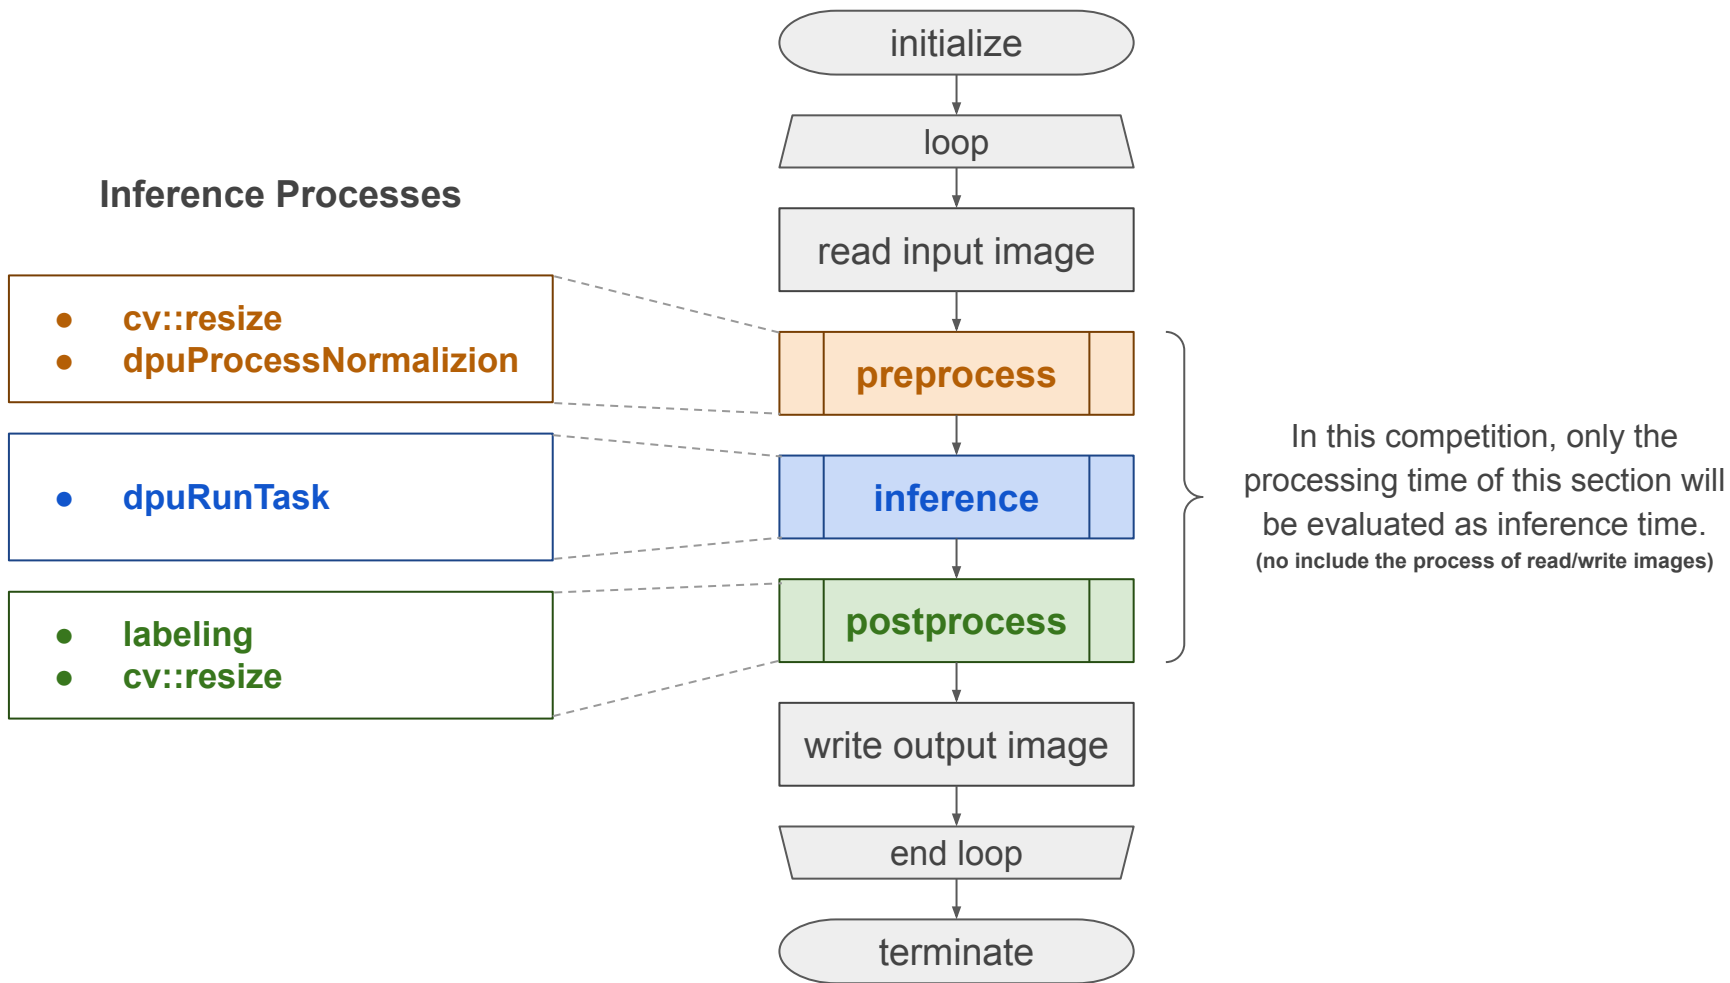 initialize
loop
Inference Processes
read input image
● cv::resize
● dpuProcessNormalizion
preprocess
● dpuRunTask
inference
● labeling
● cv::resize
postprocess
In this competition, only the
processing time of this section will
be evaluated as inference time.
(no include the process of read/write images)
write output image
end loop
terminate